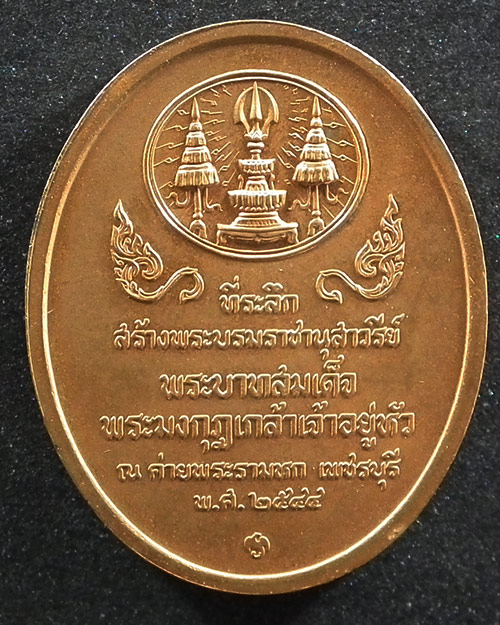 ที่ระลึก
สร้างพระบรมราชานุสาวรีย์
พระบาทสมเด็จ
พระมงกุฎเกล้าเจ้าอยู่หัว
ณ ค่ายพระรามหก เพชรบุรี
พ.ศ.๒๕๔๔